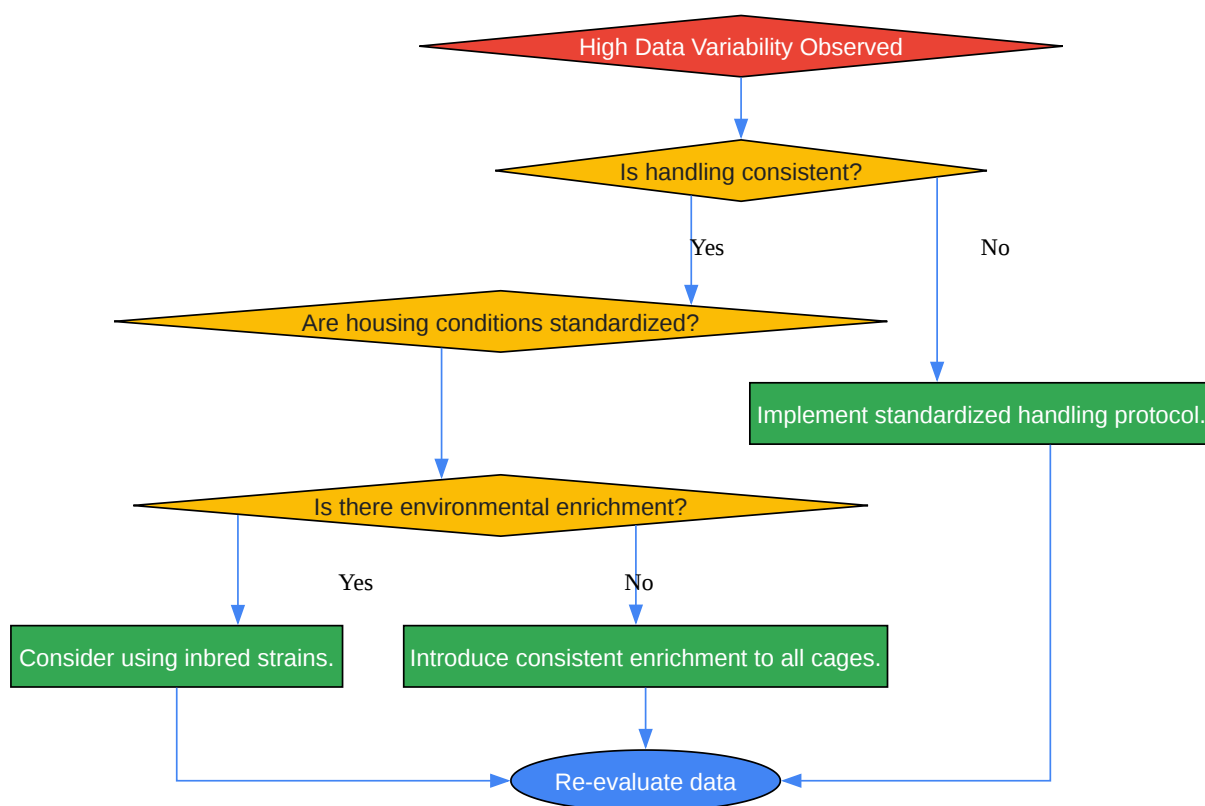 High Data Variability Observed
Is handling consistent?
Yes
No
Are housing conditions standardized?
Implement standardized handling protocol.
Is there environmental enrichment?
Yes
No
Consider using inbred strains.
Introduce consistent enrichment to all cages.
Re-evaluate data